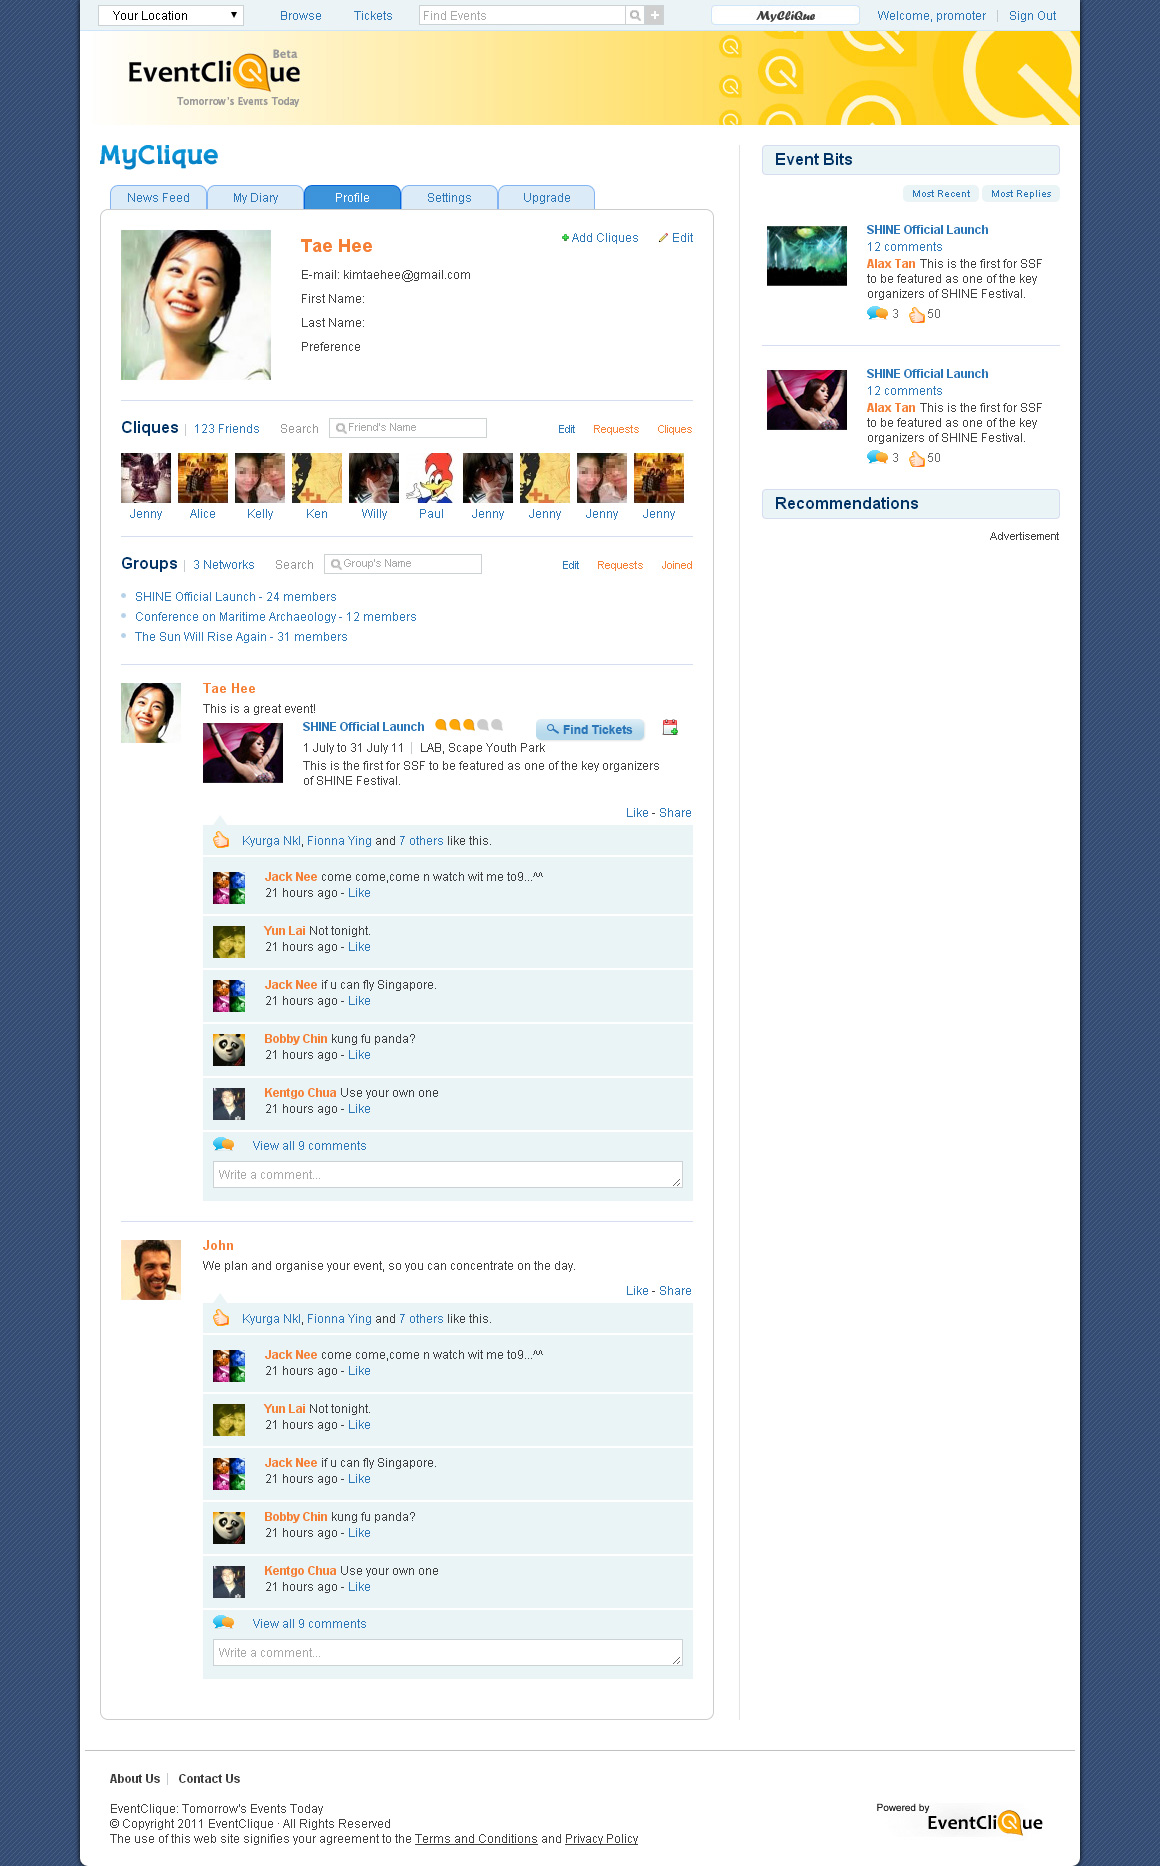 Your Location
Browse
Tickets
Find Events
MyCliQue
Welcome, promoter
Sign Out
Beta
EventCliQue
Tomorrow's Events Today
MyClique
News Feed
My Diary
Profile
Settings
Upgrade
Tae Hee
Add Cliques
Edit
E-mail: kimtaehee@gmail.com
First Name:
Last Name:
Preference
Cliques
123 Friends
Search
Friend's Name
Edit
Requests
Cliques
Jenny
Alice
Kelly
Ken
Willy
Paul
Jenny
Jenny
Jenny
Jenny
Groups
3 Networks
Search
Group's Name
Edit
Requests
Joined
SHINE Official Launch - 24 members
Conference on Maritime Archaeology - 12 members
The Sun Will Rise Again - 31 members
Tae Hee
This is a great event!
SHINE Official Launch
Find Tickets
1 July to 31 July 11 | LAB, Scape Youth Park
This is the first for SSF to be featured as one of the key organizers
of SHINE Festival.
Like - Share
Kyurga Nkl, Fionna Ying and 7 others like this.
Jack Nee come come,come n watch wit me to9...^^
21 hours ago - Like
Yun Lai Not tonight.
21 hours ago - Like
Jack Nee if u can fly Singapore.
21 hours ago - Like
Bobby Chin kung fu panda?
21 hours ago - Like
Kentgo Chua Use your own one
21 hours ago - Like
View all 9 comments
Write a comment...
John
We plan and organise your event, so you can concentrate on the day.
Like - Share
Kyurga Nkl, Fionna Ying and 7 others like this.
Jack Nee come come,come n watch wit me to9...^^
21 hours ago - Like
Yun Lai Not tonight.
21 hours ago - Like
Jack Nee if u can fly Singapore.
21 hours ago - Like
Bobby Chin kung fu panda?
21 hours ago - Like
Kentgo Chua Use your own one
21 hours ago - Like
View all 9 comments
Write a comment...
Event Bits
Most Recent
Most Replies
SHINE Official Launch
12 comments
Alax Tan This is the first for SSF
to be featured as one of the key
organizers of SHINE Festival.
3
50
SHINE Official Launch
12 comments
Alax Tan This is the first for SSF
to be featured as one of the key
organizers of SHINE Festival.
3
50
Recommendations
Advertisement
About Us | Contact Us
EventClique: Tomorrow's Events Today
© Copyright 2011 EventClique · All Rights Reserved
The use of this web site signifies your agreement to the Terms and Conditions and Privacy Policy
Powered by
EventCliQue